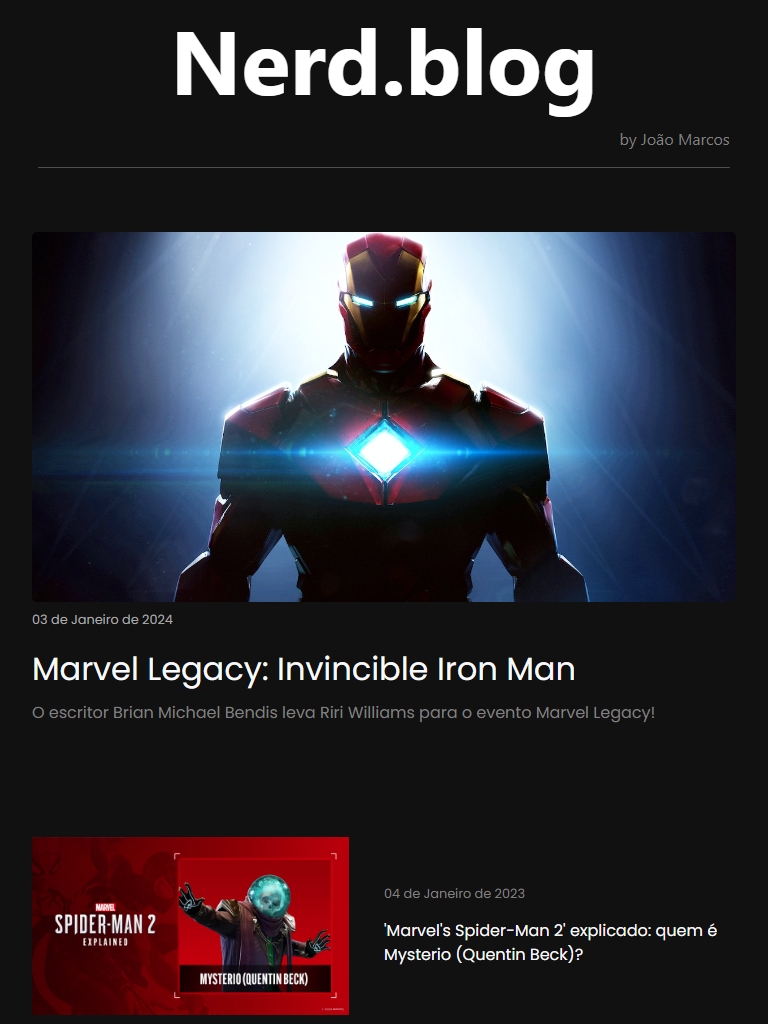 Nerd.blog
by João Marcos
03 de Janeiro de 2024
Marvel Legacy: Invincible Iron Man
O escritor Brian Michael Bendis leva Riri Williams para o evento Marvel Legacy!
MARVEL
SPIDER-MAN 2
EXPLAINED
MYSTERIO (QUENTIN BECK)
04 de Janeiro de 2023
'Marvel's Spider-Man 2' explicado: quem é
Mysterio (Quentin Beck)?